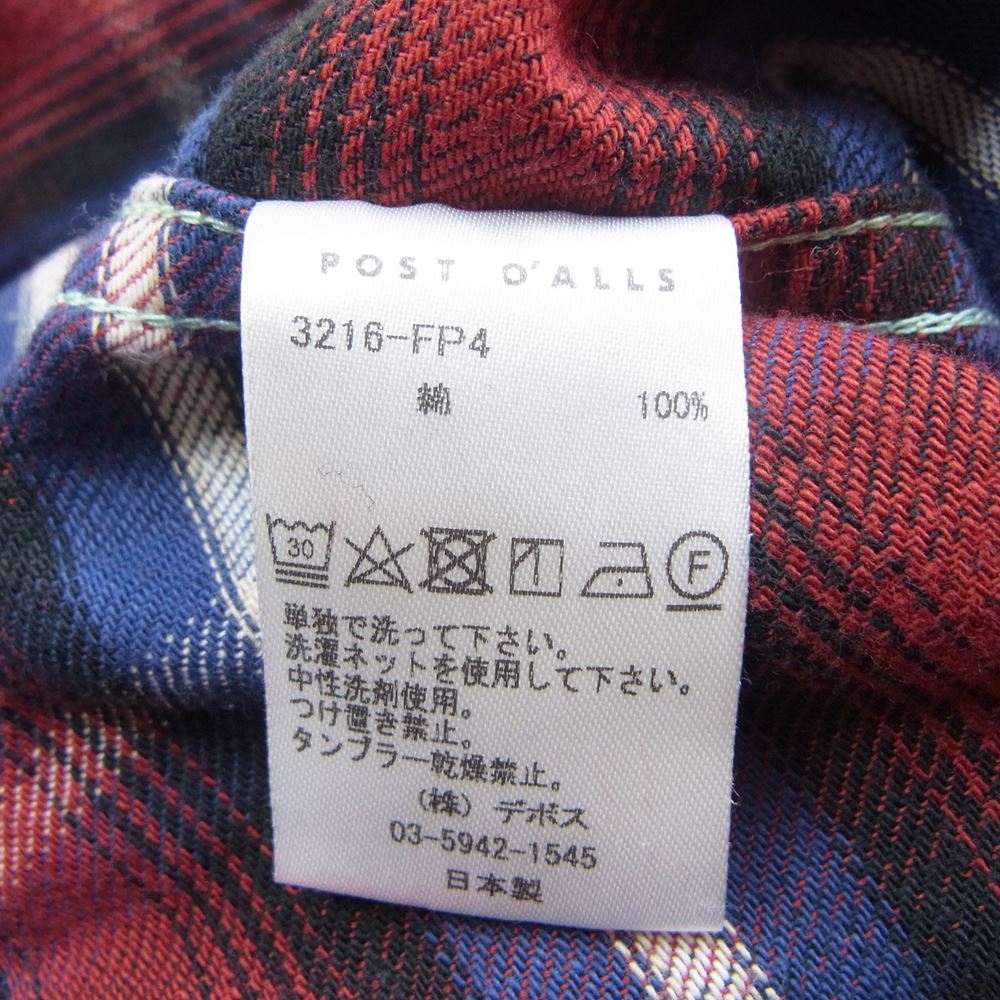 POST O'ALLS
3216-FP4
綿 100%
30 F
単独で洗って下さい。
洗濯ネットを使用して下さい。
中性洗剤使用。
つけ置き禁止。
タンブラー乾燥禁止。
(株) デボス
03-5942-1545
日本製